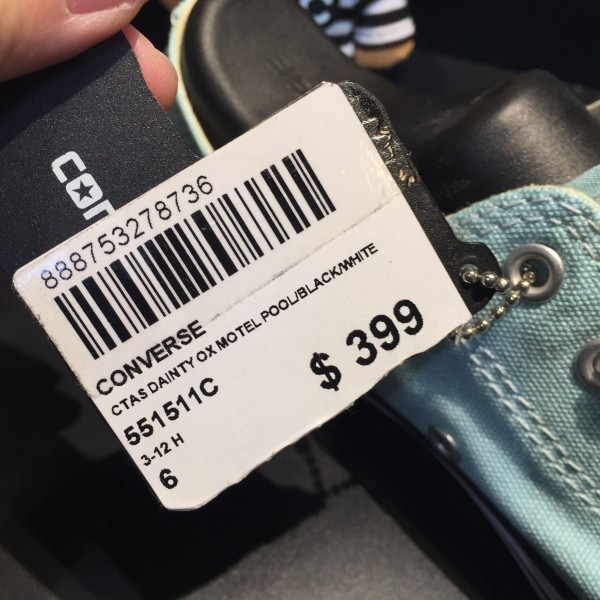 888753278736
CONVERSE
CTAS DAINTY OX MOTEL POOL/BLACK/WHITE
551511C
$ 399
3-12 H
6